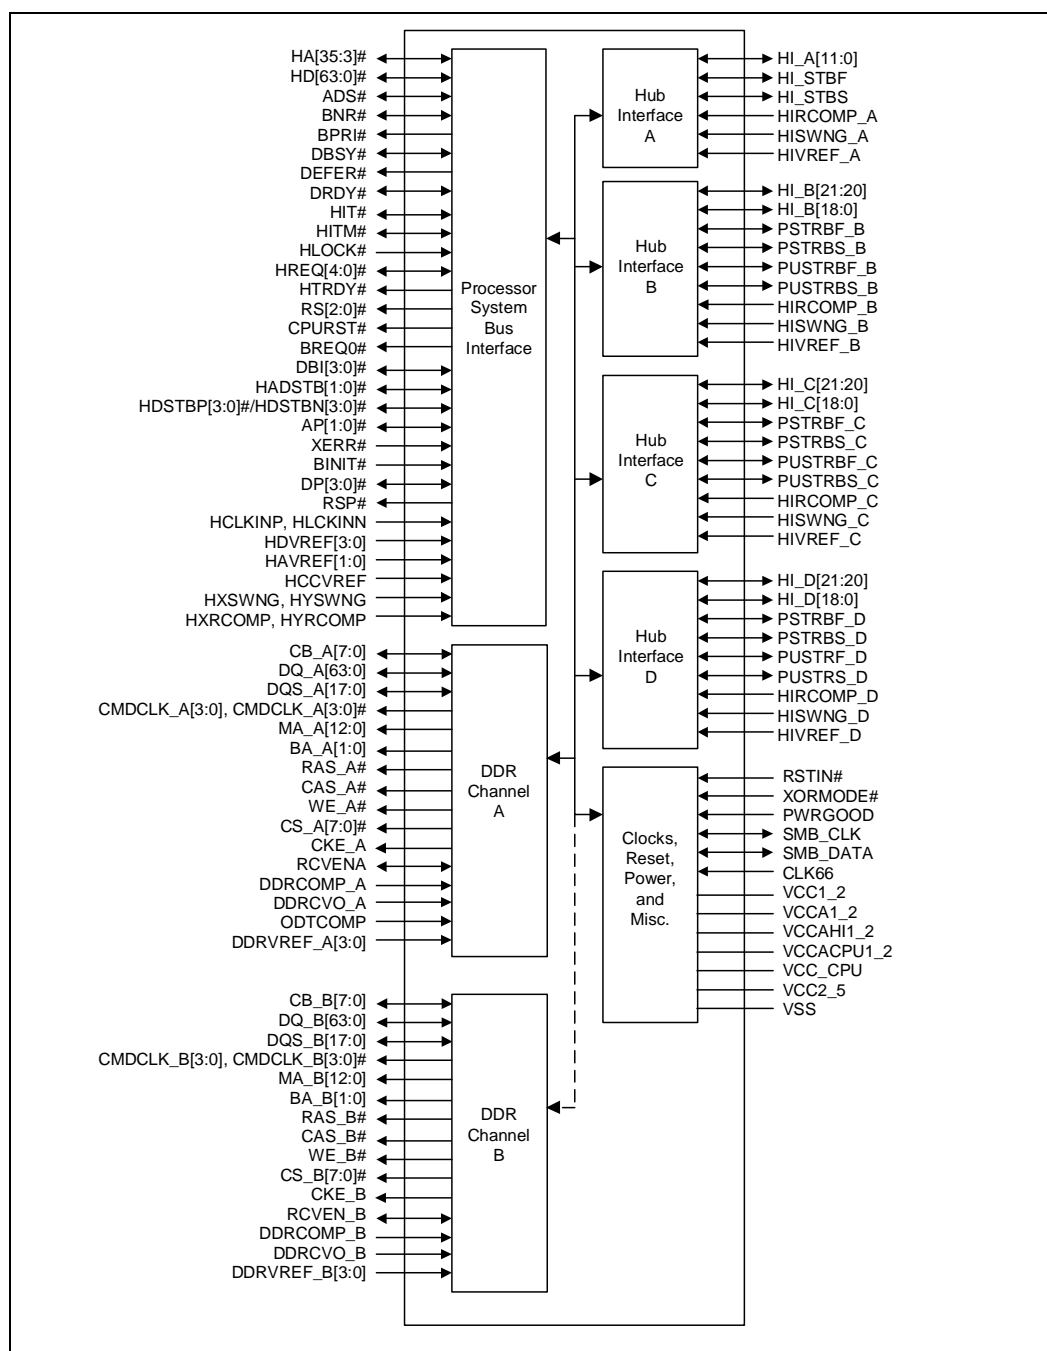 HA[35:3]#
HD[63:0]#
ADS#
BNR#
BPRI#
DBSY#
DEFER#
DRDY#
HIT#
HITM#
HLOCK#
HREQ[4:0]#
HTRDY#
RS[2:0]#
CPURST#
BREQ0#
DBI[3:0]#
HADSTB[1:0]#
HDSTBP[3:0]#/HDSTBN[3:0]#
AP[1:0]#
XERR#
BINIT#
DP[3:0]#
RSP#
HCLKINP, HLCKINN
HDVREF[3:0]
HAVREF[1:0]
HCCVREF
HXSWNG, HYSWNG
HXRCOMP, HYRCOMP
Processor
System
Bus
Interface
CB_A[7:0]
DQ_A[63:0]
DQS_A[17:0]
CMDCLK_A[3:0], CMDCLK_A[3:0]#
MA_A[12:0]
BA_A[1:0]
RAS_A#
CAS_A#
WE_A#
CS_A[7:0]#
CKE_A
RCVENA
DDRCOMP_A
DDRCVO_A
ODTCOMP
DDRVREF_A[3:0]
DDR
Channel
A
CB_B[7:0]
DQ_B[63:0]
DQS_B[17:0]
CMDCLK_B[3:0], CMDCLK_B[3:0]#
MA_B[12:0]
BA_B[1:0]
RAS_B#
CAS_B#
WE_B#
CS_B[7:0]#
CKE_B
RCVEN_B
DDRCOMP_B
DDRCVO_B
DDRVREF_B[3:0]
DDR
Channel
B
Hub
Interface
A
HI_A[11:0]
HI_STBF
HI_STBS
HIRCOMP_A
HISWNG_A
HIVREF_A
Hub
Interface
B
HI_B[21:20]
HI_B[18:0]
PSTRBF_B
PSTRBS_B
PUSTRBF_B
PUSTRBS_B
HIRCOMP_B
HISWNG_B
HIVREF_B
Hub
Interface
C
HI_C[21:20]
HI_C[18:0]
PSTRBF_C
PSTRBS_C
PUSTRBF_C
PUSTRBS_C
HIRCOMP_C
HISWNG_C
HIVREF_C
Hub
Interface
D
HI_D[21:20]
HI_D[18:0]
PSTRBF_D
PSTRBS_D
PUSTRF_D
PUSTRS_D
HIRCOMP_D
HISWNG_D
HIVREF_D
Clocks,
Reset,
Power,
and
Misc.
RSTIN#
XORMODE#
PWRGOOD
SMB_CLK
SMB_DATA
CLK66
VCC1_2
VCCA1_2
VCCAHI1_2
VCCACPU1_2
VCC_CPU
VCC2_5
VSS